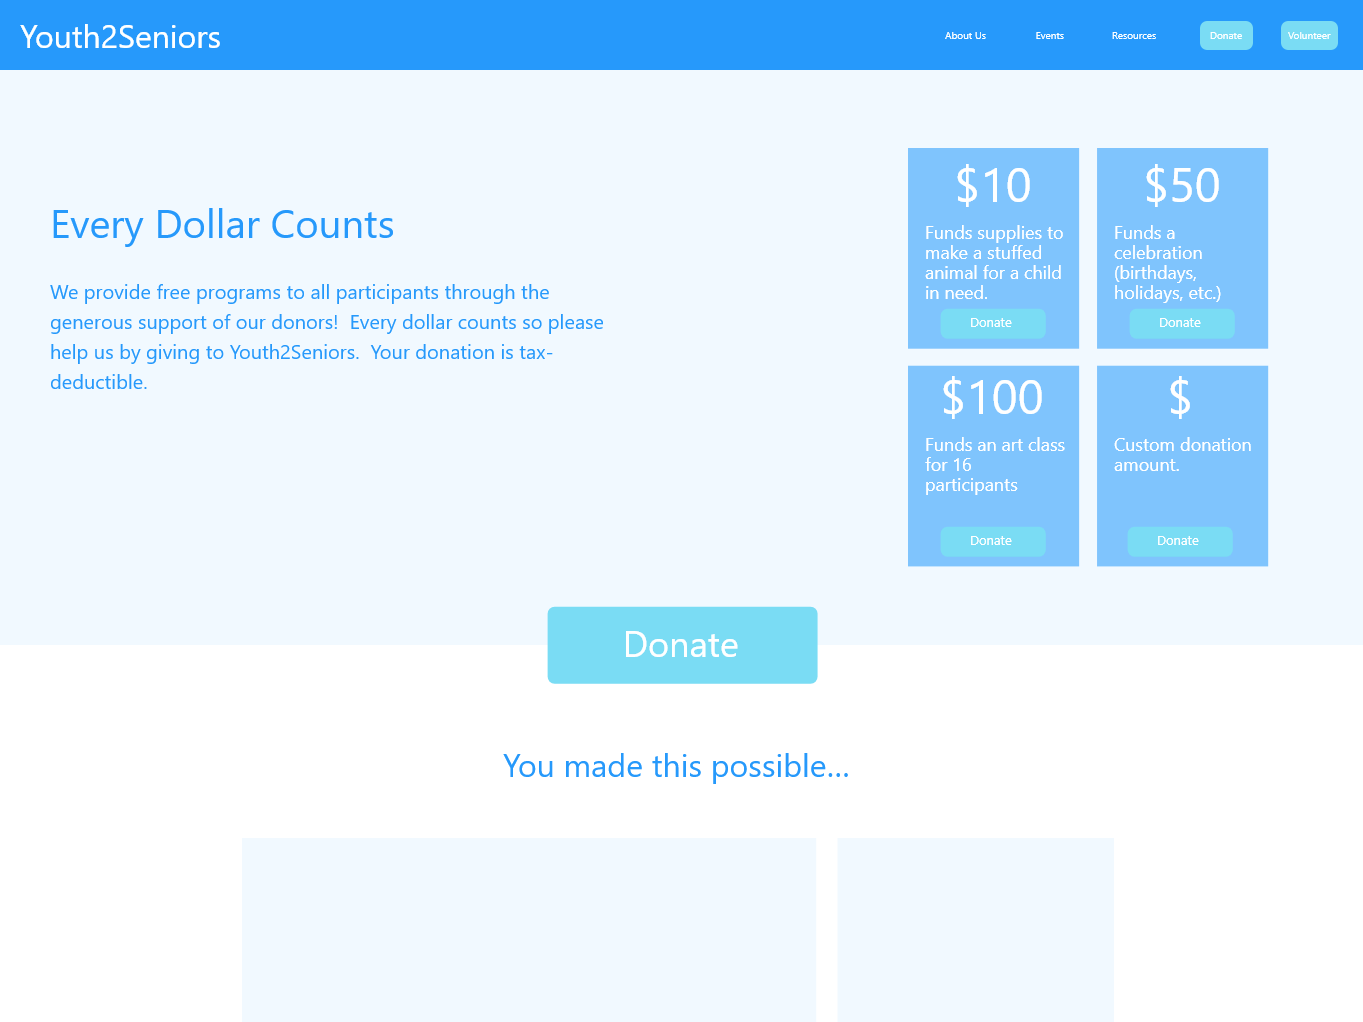 Youth2Seniors
About Us
Events
Resources
Donate
Volunteer
Every Dollar Counts
We provide free programs to all participants through the
generous support of our donors!  Every dollar counts so please
help us by giving to Youth2Seniors.  Your donation is tax-
deductible.
$10
Funds supplies to
make a stuffed
animal for a child
in need.
Donate
$50
Funds a
celebration
(birthdays,
holidays, etc.)
Donate
$100
Funds an art class
for 16
participants
Donate
$
Custom donation
amount.
Donate
Donate
You made this possible...